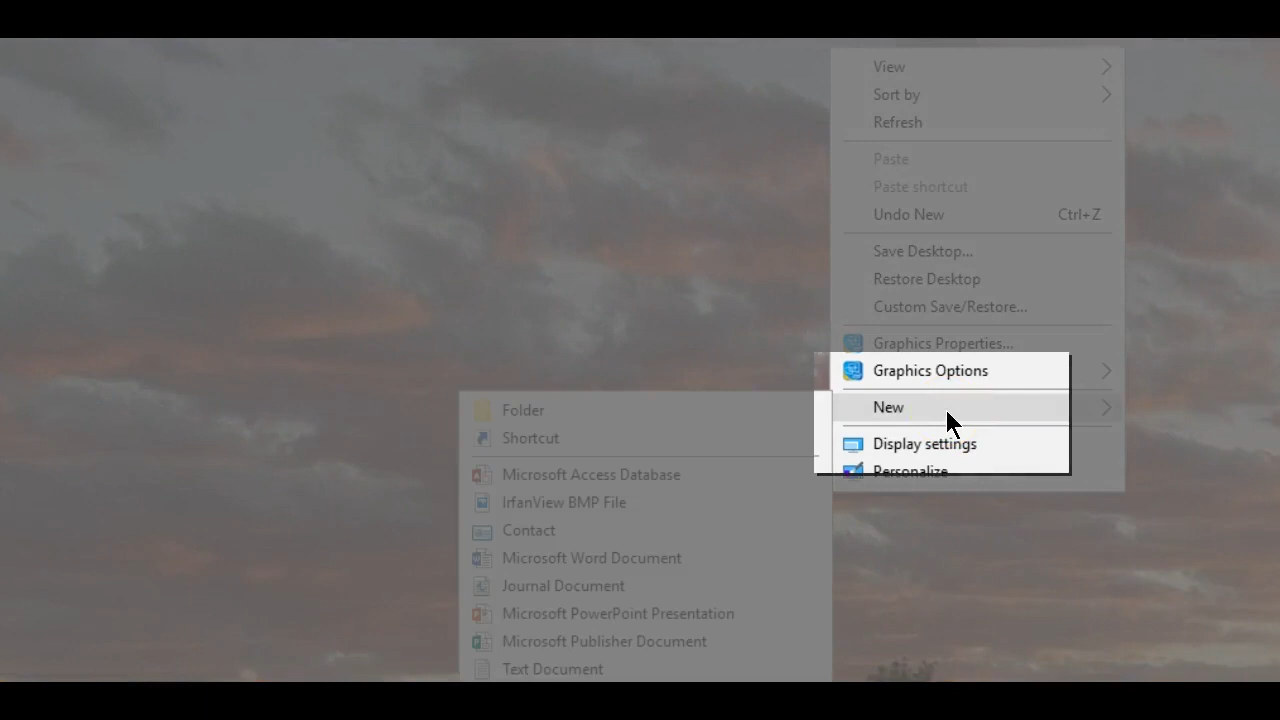 View
Sort by
Refresh
Paste
Paste shortcut
Undo New Ctrl+Z
Save Desktop...
Restore Desktop
Custom Save/Restore...
Graphics Properties...
Graphics Options
New
Display settings
Personalize
Folder
Shortcut
Microsoft Access Database
IrfanView BMP File
Contact
Microsoft Word Document
Journal Document
Microsoft PowerPoint Presentation
Microsoft Publisher Document
Text Document